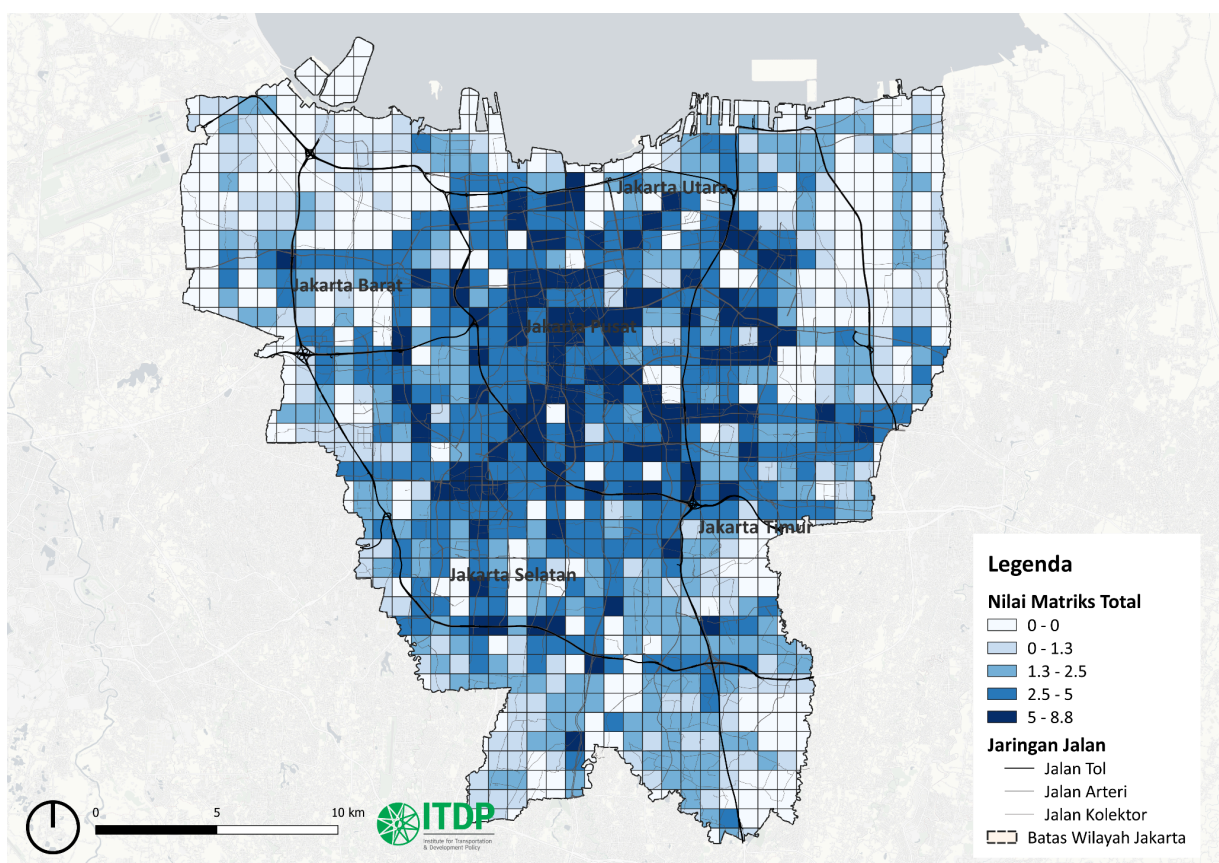 Jakarta Utara
Jakarta Barat
Jakarta Pusat
Jakarta Timur
Jakarta Selatan
Legenda
Nilai Matriks Total
0 - 0
0 - 1.3
1.3 - 2.5
2.5 - 5
5 - 8.8
Jaringan Jalan
Jalan Tol
Jalan Arteri
Jalan Kolektor
Batas Wilayah Jakarta
0 5 10 km
ITDP
Institute for Transportation
& Development Policy